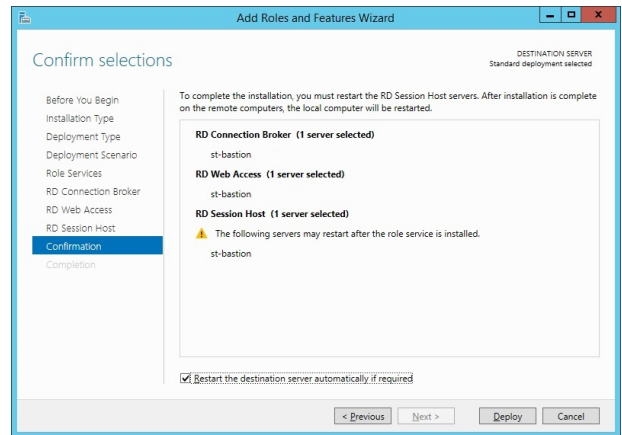 Add Roles and Features Wizard
Confirm selections
DESTINATION SERVER
Standard deployment selected
Before You Begin
Installation Type
Deployment Type
Deployment Scenario
Role Services
RD Connection Broker
RD Web Access
RD Session Host
Confirmation
Completion
To complete the installation, you must restart the RD Session Host servers. After installation is complete
on the remote computers, the local computer will be restarted.
RD Connection Broker (1 server selected)
st-bastion
RD Web Access (1 server selected)
st-bastion
RD Session Host (1 server selected)
The following servers may restart after the role service is installed.
st-bastion
Restart the destination server automatically if required
< Previous
Next >
Deploy
Cancel